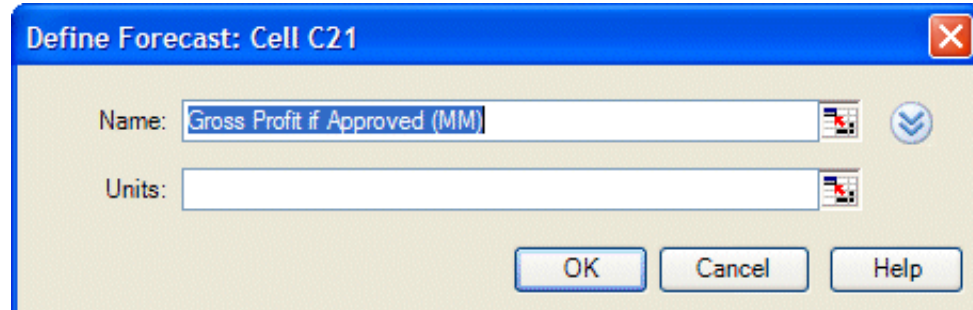 Define Forecast: Cell C21
Name: Gross Profit if Approved (MM)
Units:
OK Cancel Help